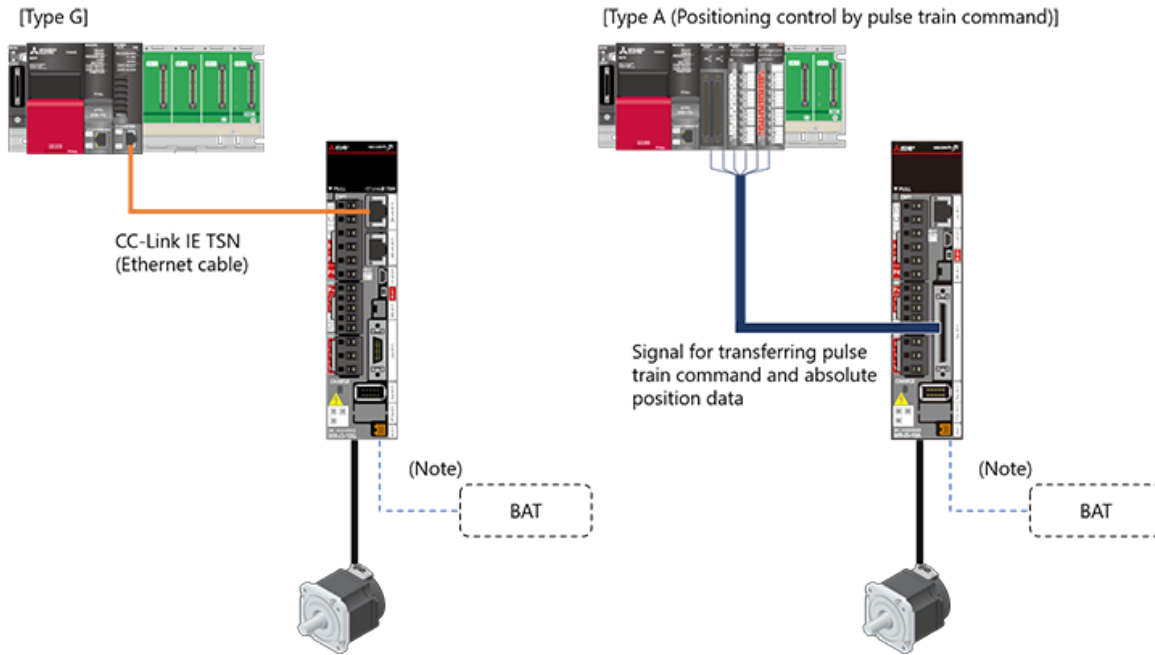 [Type G]
[Type A (Positioning control by pulse train command)]
CC-Link IE TSN
(Ethernet cable)
Signal for transferring pulse
train command and absolute
position data
(Note)
BAT
(Note)
BAT